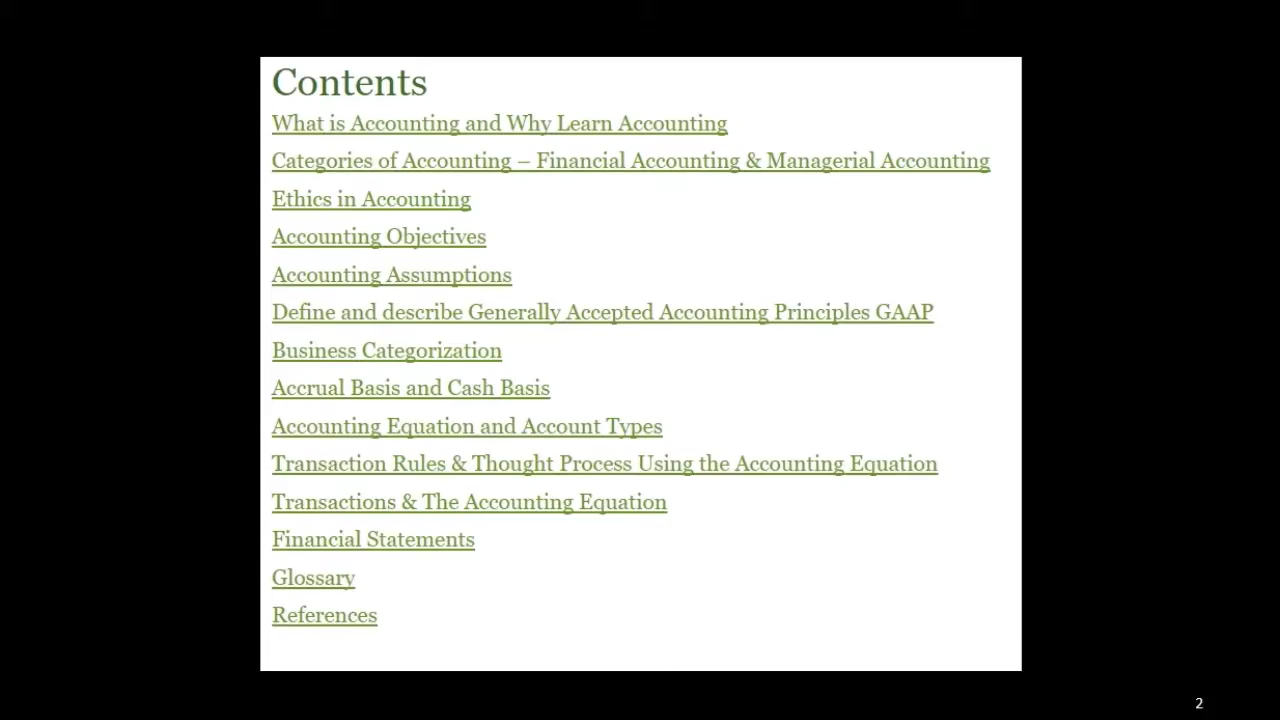 Contents
What is Accounting and Why Learn Accounting
Categories of Accounting – Financial Accounting & Managerial Accounting
Ethics in Accounting
Accounting Objectives
Accounting Assumptions
Define and describe Generally Accepted Accounting Principles GAAP
Business Categorization
Accrual Basis and Cash Basis
Accounting Equation and Account Types
Transaction Rules & Thought Process Using the Accounting Equation
Transactions & The Accounting Equation
Financial Statements
Glossary
References
2